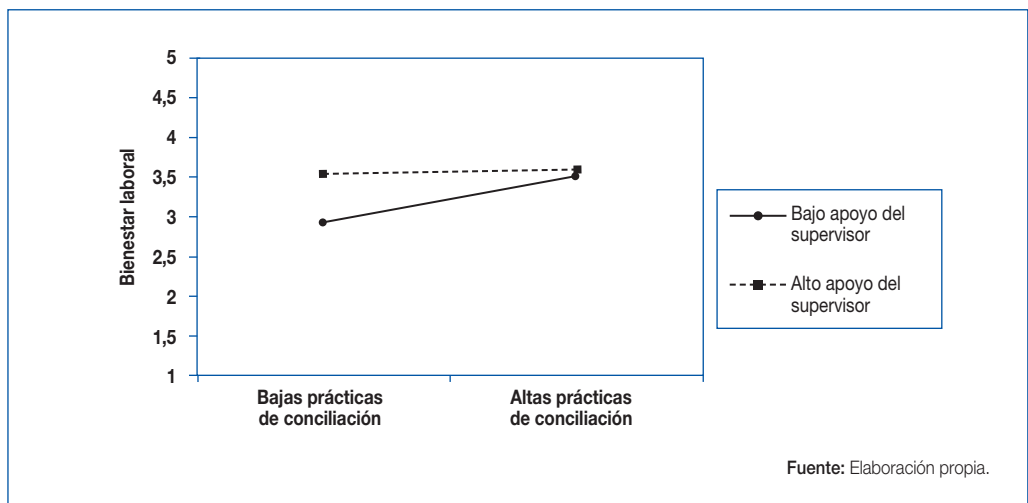 5
4,5
4
3,5
3
2,5
2
1,5
1
Bienestar laboral
Bajas prácticas
de conciliación
Altas prácticas
de conciliación
Bajo apoyo del
supervisor
Alto apoyo del
supervisor
Fuente: Elaboración propia.